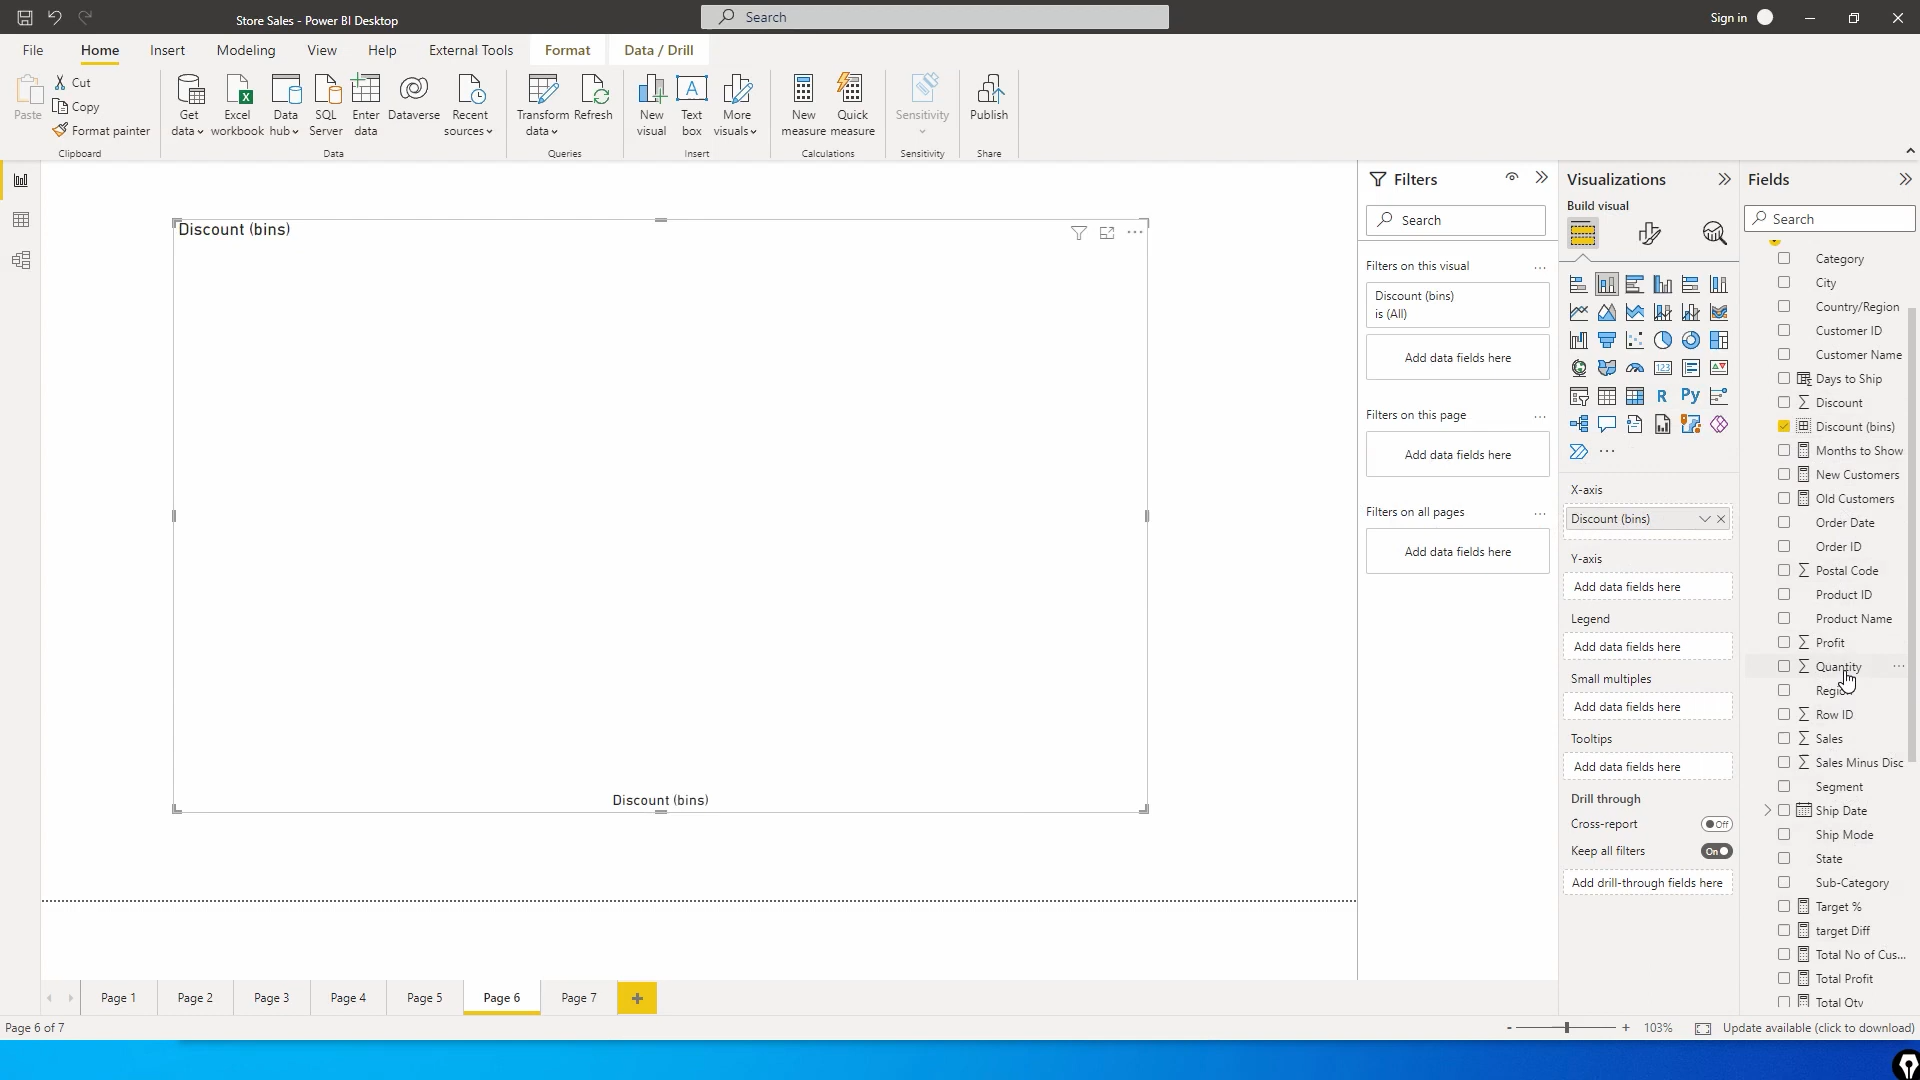 Store Sales - Power BI Desktop
Search
Sign in
File
Home
Insert
Modeling
View
Help
External Tools
Format
Data / Drill
Paste
Cut
Copy
Format painter
Clipboard
Get data
Excel workbook
Data hub
SQL Server
Enter data
Dataverse
Recent sources
Data
Transform data
Refresh
Queries
New visual
Text box
More visuals
Insert
New measure
Quick measure
Calculations
Sensitivity
Sensitivity
Publish
Share
Discount (bins)
Discount (bins)
Filters
Search
Filters on this visual
Discount (bins)
is (All)
Add data fields here
Filters on this page
Add data fields here
Filters on all pages
Add data fields here
Visualizations
Build visual
123
R
Py
X-axis
Discount (bins)
Y-axis
Add data fields here
Legend
Add data fields here
Small multiples
Add data fields here
Tooltips
Add data fields here
Drill through
Cross-report
Off
Keep all filters
On
Add drill-through fields here
Fields
Search
Category
City
Country/Region
Customer ID
Customer Name
Days to Ship
Discount
Discount (bins)
Months to Show
New Customers
Old Customers
Order Date
Order ID
Postal Code
Product ID
Product Name
Profit
Quantity
Region
Row ID
Sales
Sales Minus Disc
Segment
Ship Date
Ship Mode
State
Sub-Category
Target %
target Diff
Total No of Cus...
Total Profit
Total Qty
Page 1
Page 2
Page 3
Page 4
Page 5
Page 6
Page 7
Page 6 of 7
103%
Update available (click to download)